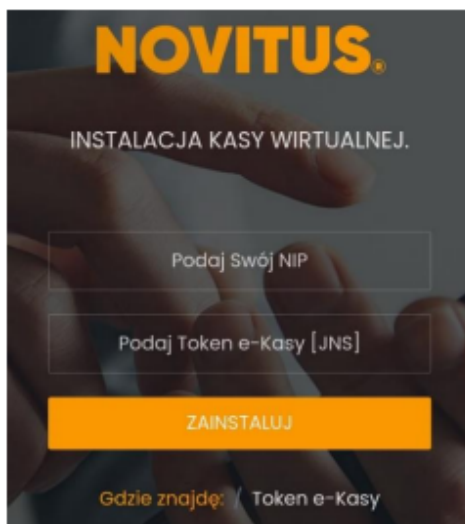 NOVITUS®
INSTALACJA KASY WIRTUALNEJ.
Podaj Swój NIP
Podaj Token e-Kasy [JNS]
ZAINSTALUJ
Gdzie znajdę: / Token e-Kasy